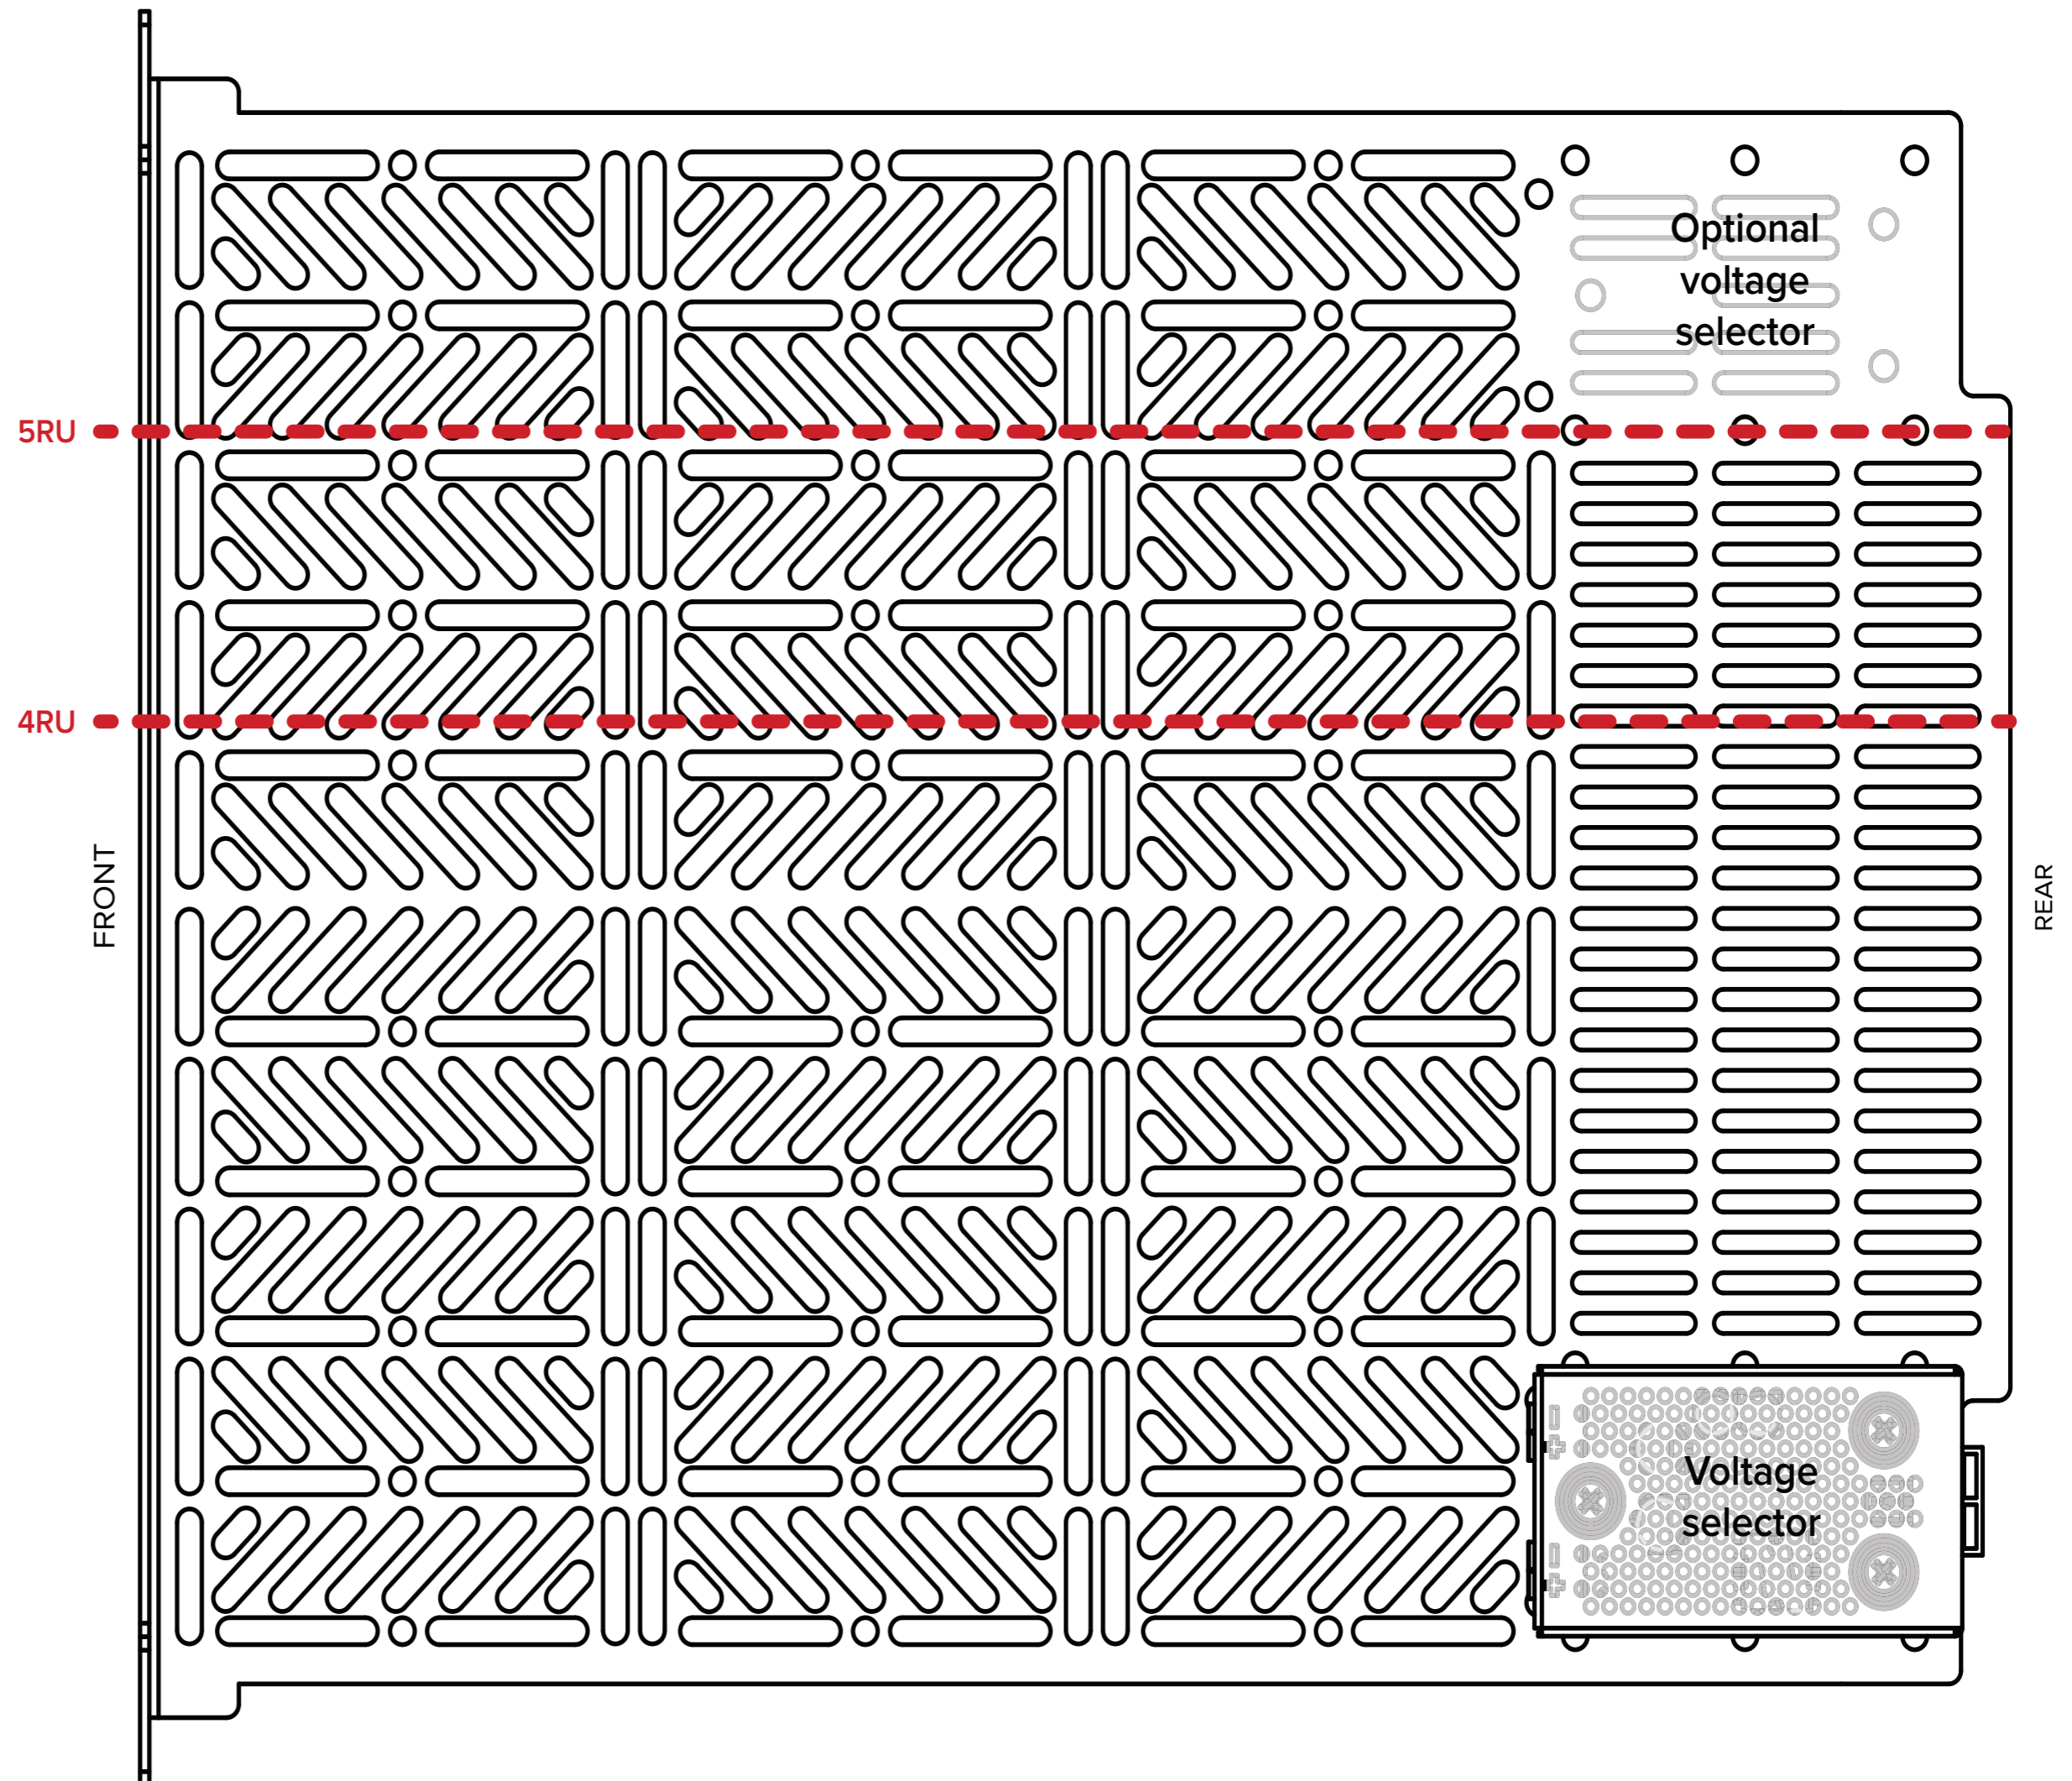 Optional
voltage
selector
5RU
4RU
FRONT
REAR
Voltage
selector